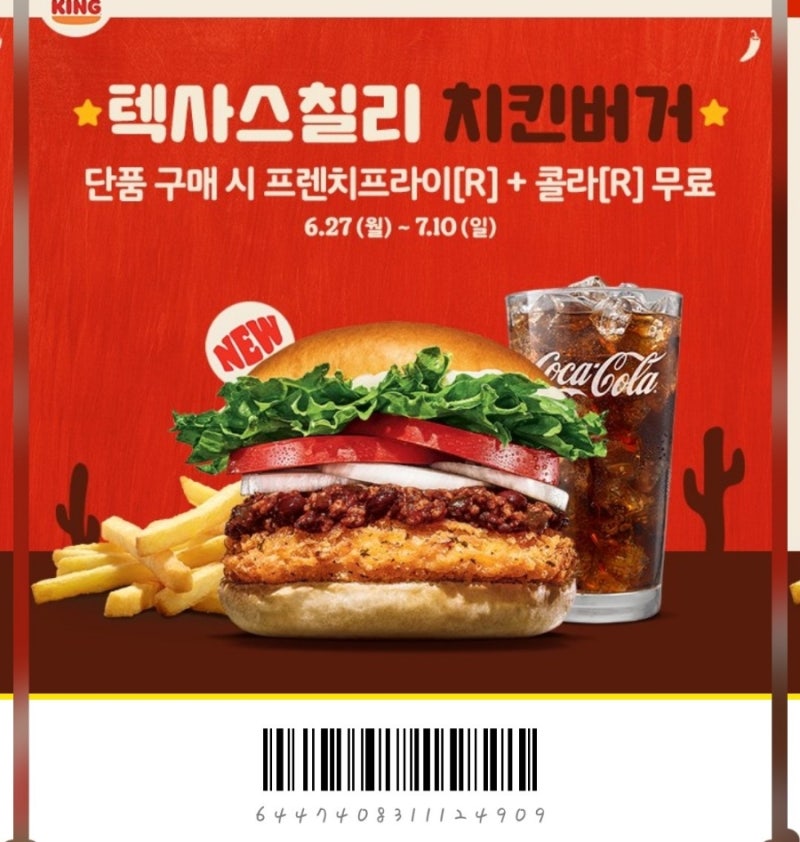 KING
텍사스칠리 치킨버거
단품 구매 시 프렌치프라이[R] + 콜라[R] 무료
6.27 (월) ~ 7.10 (일)
NEW
Coca-Cola
6447408311124909